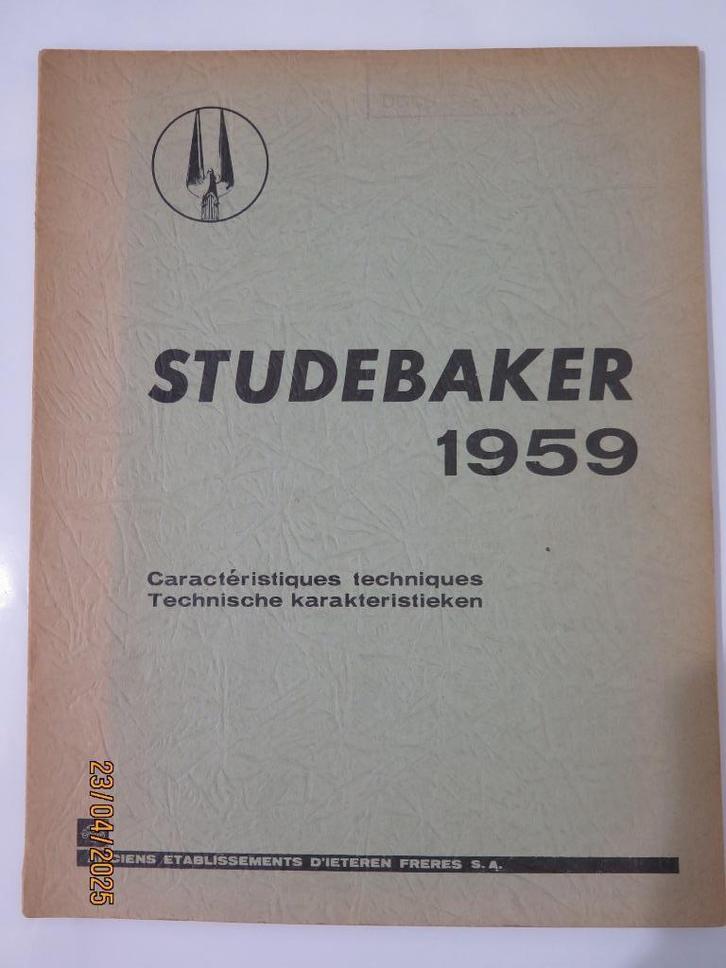 STUDEBAKER
1959
Caractéristiques techniques
Technische karakteristieken
CIENS ETABLISSEMENTS D'IETEREN FRERES S.A.
23/04/2025